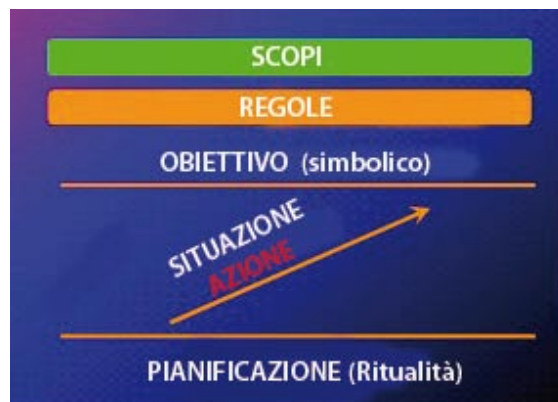 SCOPI
REGOLE
OBIETTIVO (simbolico)
SITUAZIONE
AZIONE
PIANIFICAZIONE (Ritualità)